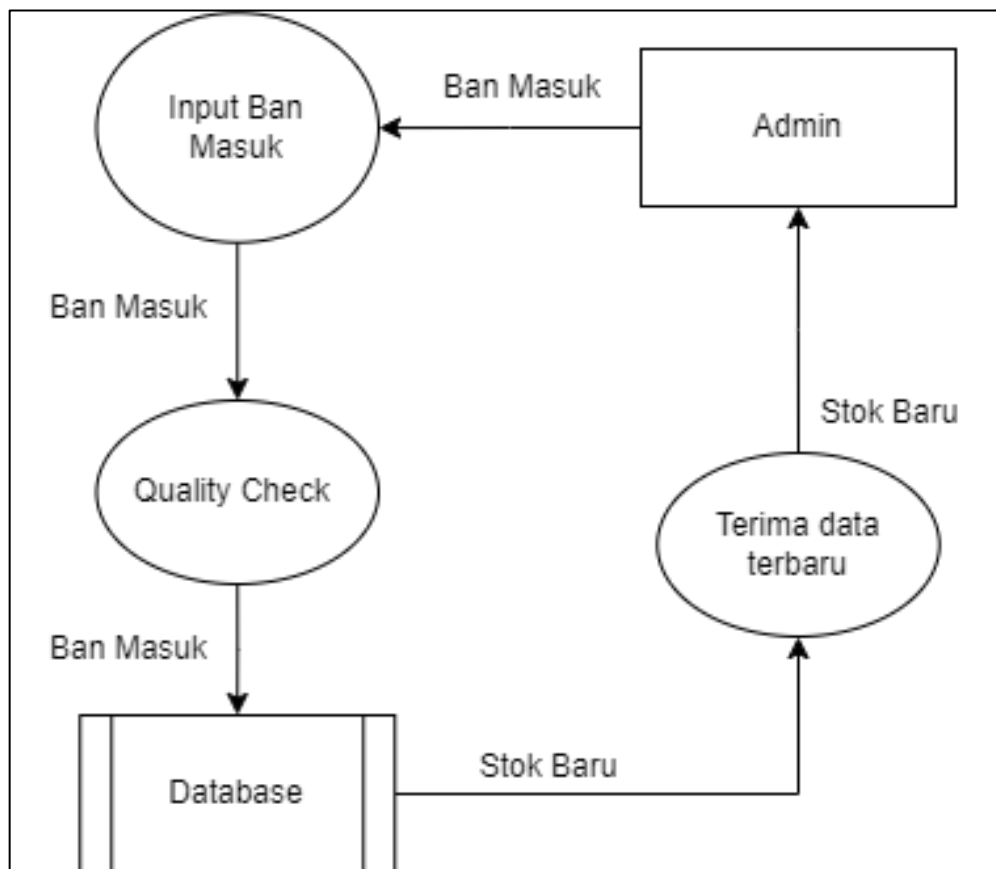 Input Ban
Masuk
Ban Masuk
Admin
Ban Masuk
Stok Baru
Quality Check
Terima data
terbaru
Ban Masuk
Stok Baru
Database